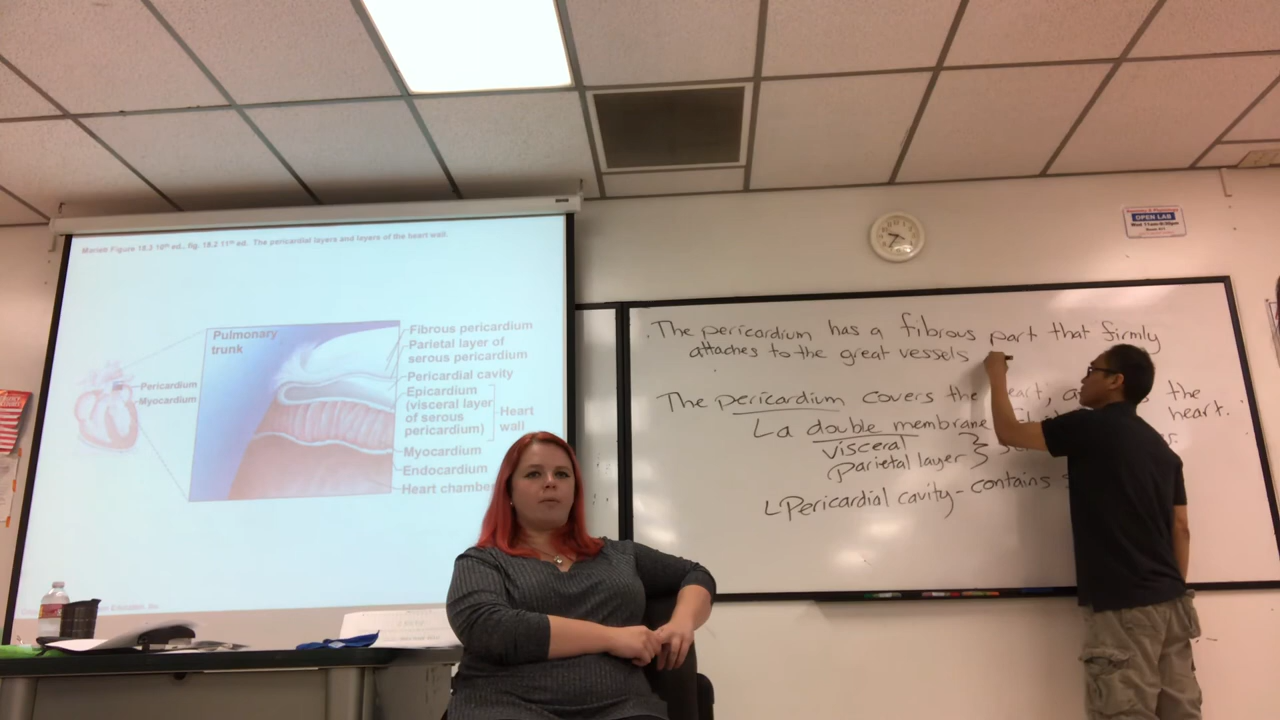 Marieb Figure 18.3 10th ed., fig. 18.2 11th ed. The pericardial layers and layers of the heart wall.
Pulmonary
trunk
Pericardium
Myocardium
Fibrous pericardium
Parietal layer of
serous pericardium
Pericardial cavity
Epicardium
(visceral layer
of serous
pericardium)
Heart
wall
Myocardium
Endocardium
Heart chamber
OPEN LAB
. The pericardium has a fibrous part that firmly
attaches to the great vessels
The pericardium covers the heart, the
heart.
La double membrane
visceral
parietal layer
Pericardial cavity - contains